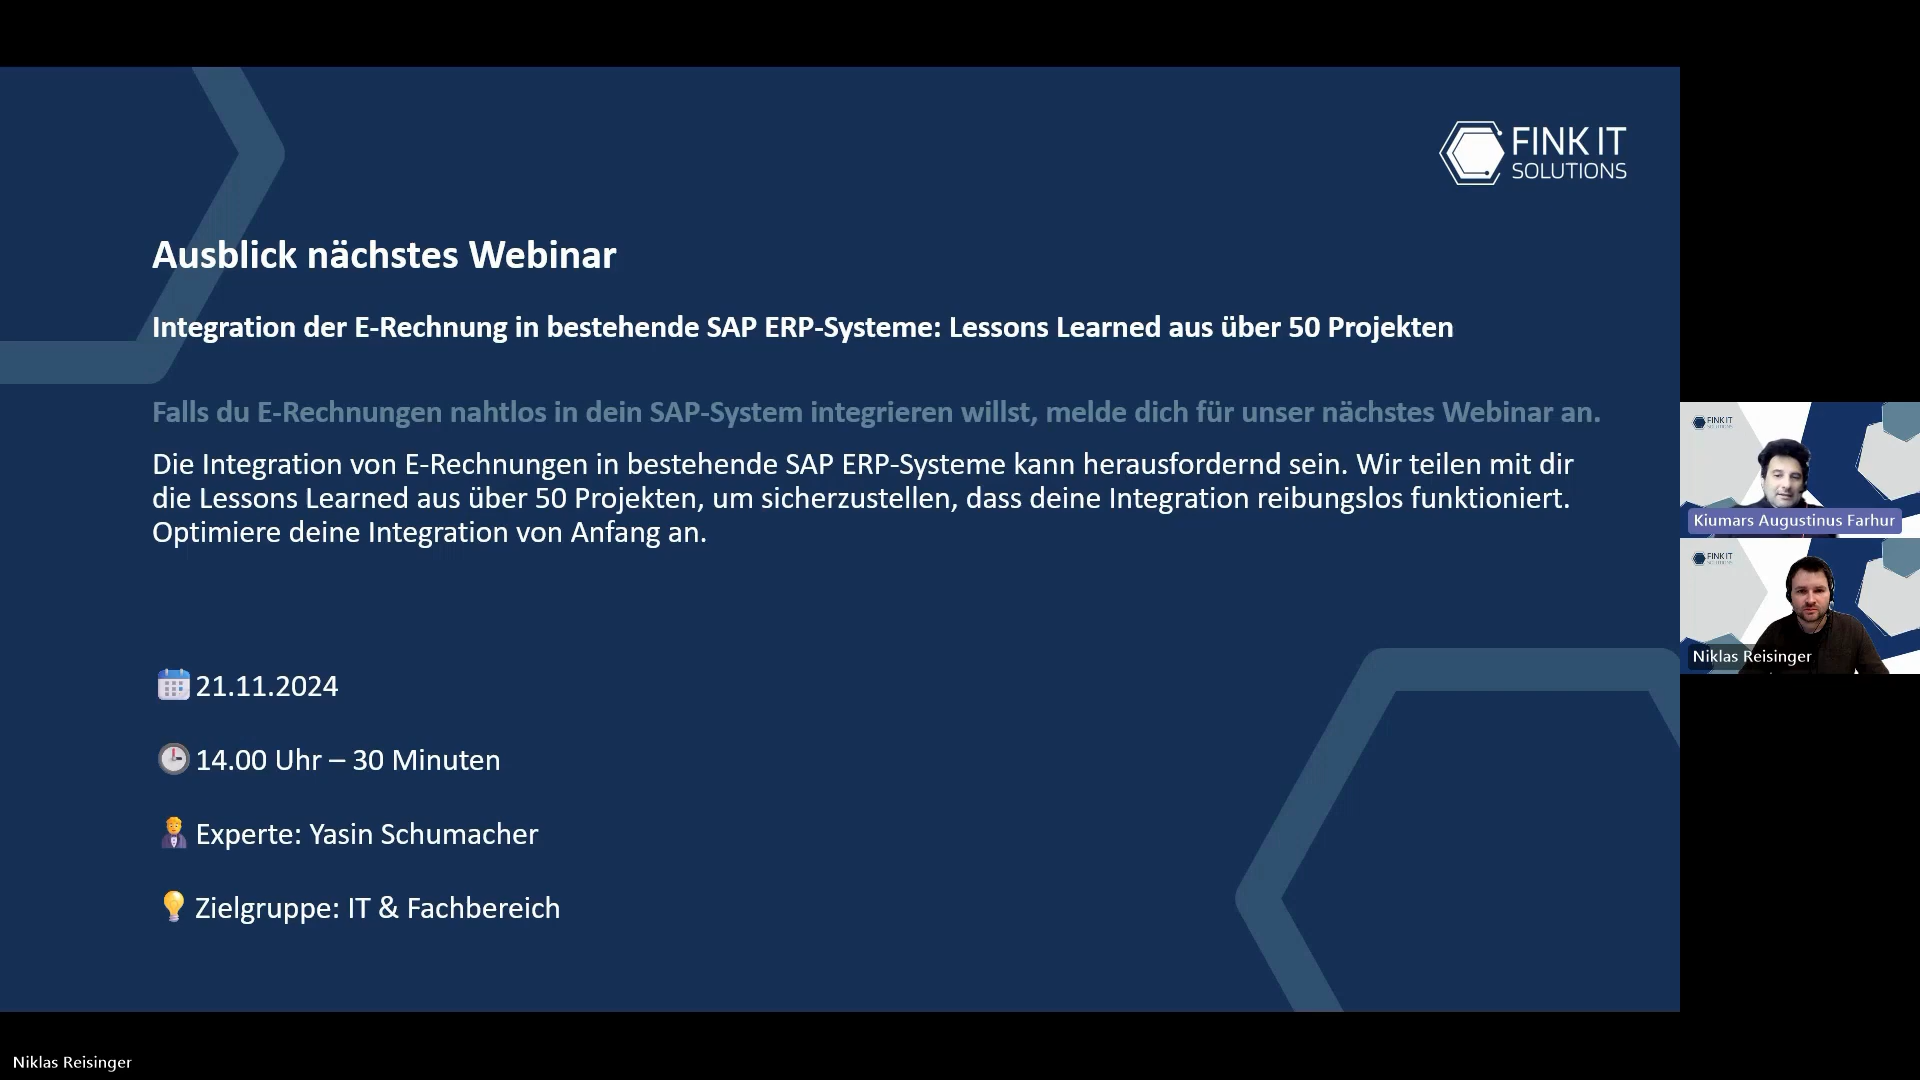 FINK IT
SOLUTIONS
Ausblick nächstes Webinar
Integration der E-Rechnung in bestehende SAP ERP-Systeme: Lessons Learned aus über 50 Projekten
Falls du E-Rechnungen nahtlos in dein SAP-System integrieren willst, melde dich für unser nächstes Webinar an.
Die Integration von E-Rechnungen in bestehende SAP ERP-Systeme kann herausfordernd sein. Wir teilen mit dir
die Lessons Learned aus über 50 Projekten, um sicherzustellen, dass deine Integration reibungslos funktioniert.
Optimiere deine Integration von Anfang an.
21.11.2024
14.00 Uhr – 30 Minuten
Experte: Yasin Schumacher
Zielgruppe: IT & Fachbereich
FINK IT
SOLUTIONS
Kiumars Augustinus Farhur
FINK IT
SOLUTIONS
Niklas Reisinger
Niklas Reisinger